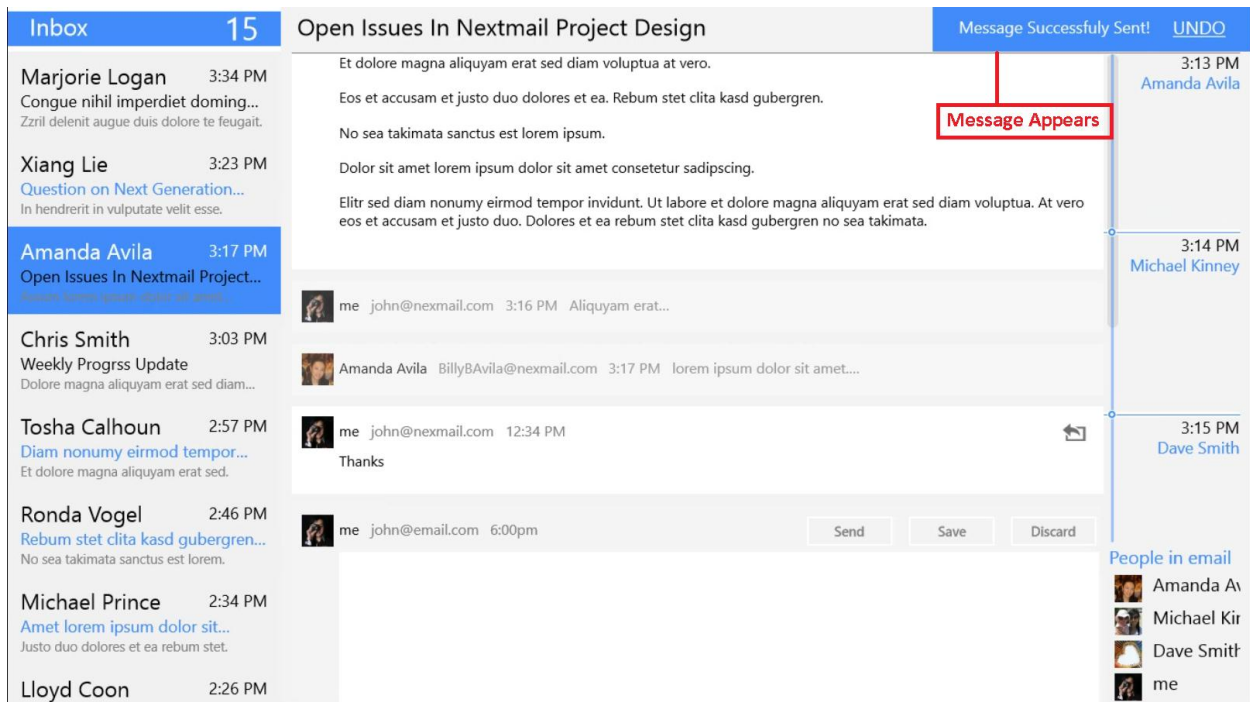 Inbox 15
Marjorie Logan 3:34 PM
Congue nihil imperdiet doming...
Zzril delenit augue duis dolore te feugait.
Xiang Lie 3:23 PM
Question on Next Generation...
In hendrerit in vulputate velit esse.
Amanda Avila 3:17 PM
Open Issues In Nextmail Project...
Chris Smith 3:03 PM
Weekly Progrss Update
Dolore magna aliquyam erat sed diam...
Tosha Calhoun 2:57 PM
Diam nonumy eirmod tempor...
Et dolore magna aliquyam erat sed.
Ronda Vogel 2:46 PM
Rebum stet clita kasd gubergren...
No sea takimata sanctus est lorem.
Michael Prince 2:34 PM
Amet lorem ipsum dolor sit...
Justo duo dolores et ea rebum stet.
Lloyd Coon 2:26 PM
Open Issues In Nextmail Project Design
Message Successfuly Sent! UNDO
Message Appears
Et dolore magna aliquyam erat sed diam voluptua at vero.
Eos et accusam et justo duo dolores et ea. Rebum stet clita kasd gubergren.
No sea takimata sanctus est lorem ipsum.
Dolor sit amet lorem ipsum dolor sit amet consetetur sadipscing.
Elitr sed diam nonumy eirmod tempor invidunt. Ut labore et dolore magna aliquyam erat sed diam voluptua. At vero
eos et accusam et justo duo. Dolores et ea rebum stet clita kasd gubergren no sea takimata.
me john@nexmail.com 3:16 PM Aliquyam erat...
Amanda Avila BillyBAvila@nexmail.com 3:17 PM lorem ipsum dolor sit amet....
me john@nexmail.com 12:34 PM
Thanks
me john@email.com 6:00pm Send Save Discard
3:13 PM
Amanda Avila
3:14 PM
Michael Kinney
3:15 PM
Dave Smith
People in email
Amanda Av
Michael Kir
Dave Smith
me